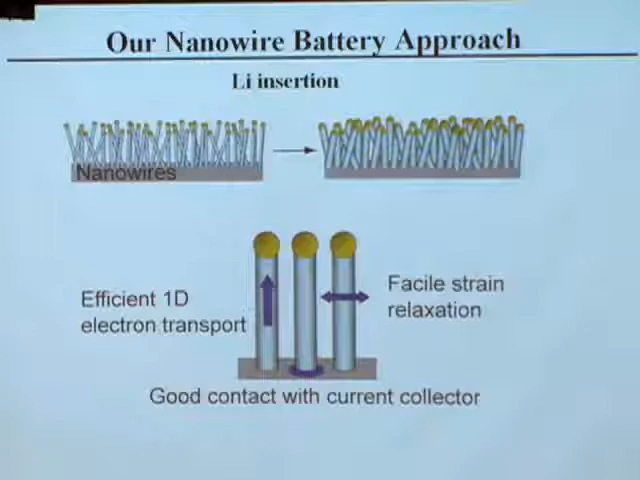 Our Nanowire Battery Approach
Li insertion
Nanowires
Efficient 1D
electron transport
Facile strain
relaxation
Good contact with current collector